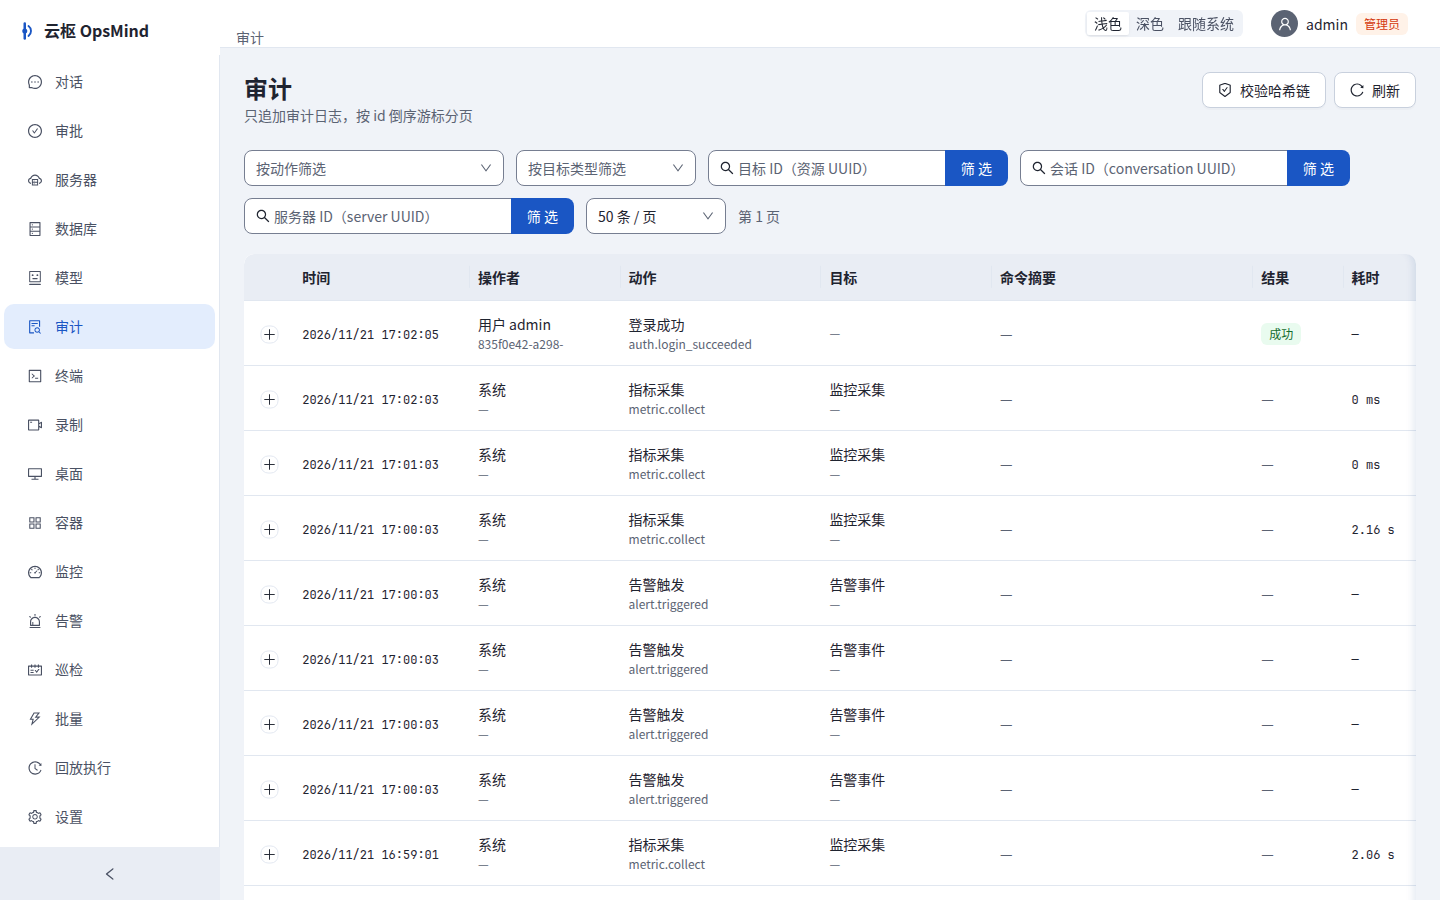 云枢 OpsMind
对话
审批
服务器
数据库
模型
审计
终端
录制
桌面
容器
监控
告警
巡检
批量
回放执行
设置
审计
浅色 深色 跟随系统
admin 管理员
审计
只追加审计日志，按 id 倒序游标分页
校验哈希链 刷新
按动作筛选 按目标类型筛选 目标 ID（资源 UUID） 筛 选 会话 ID（conversation UUID） 筛 选
服务器 ID（server UUID） 筛 选 50 条 / 页 第 1 页
时间 操作者 动作 目标 命令摘要 结果 耗时
2026/11/21 17:02:05 用户 admin 登录成功 — — 成功 —
835f0e42-a298- auth.login_succeeded
2026/11/21 17:02:03 系统 指标采集 监控采集 — — 0 ms
— metric.collect —
2026/11/21 17:01:03 系统 指标采集 监控采集 — — 0 ms
— metric.collect —
2026/11/21 17:00:03 系统 指标采集 监控采集 — — 2.16 s
— metric.collect —
2026/11/21 17:00:03 系统 告警触发 告警事件 — — —
— alert.triggered —
2026/11/21 17:00:03 系统 告警触发 告警事件 — — —
— alert.triggered —
2026/11/21 17:00:03 系统 告警触发 告警事件 — — —
— alert.triggered —
2026/11/21 17:00:03 系统 告警触发 告警事件 — — —
— alert.triggered —
2026/11/21 16:59:01 系统 指标采集 监控采集 — — 2.06 s
— metric.collect —